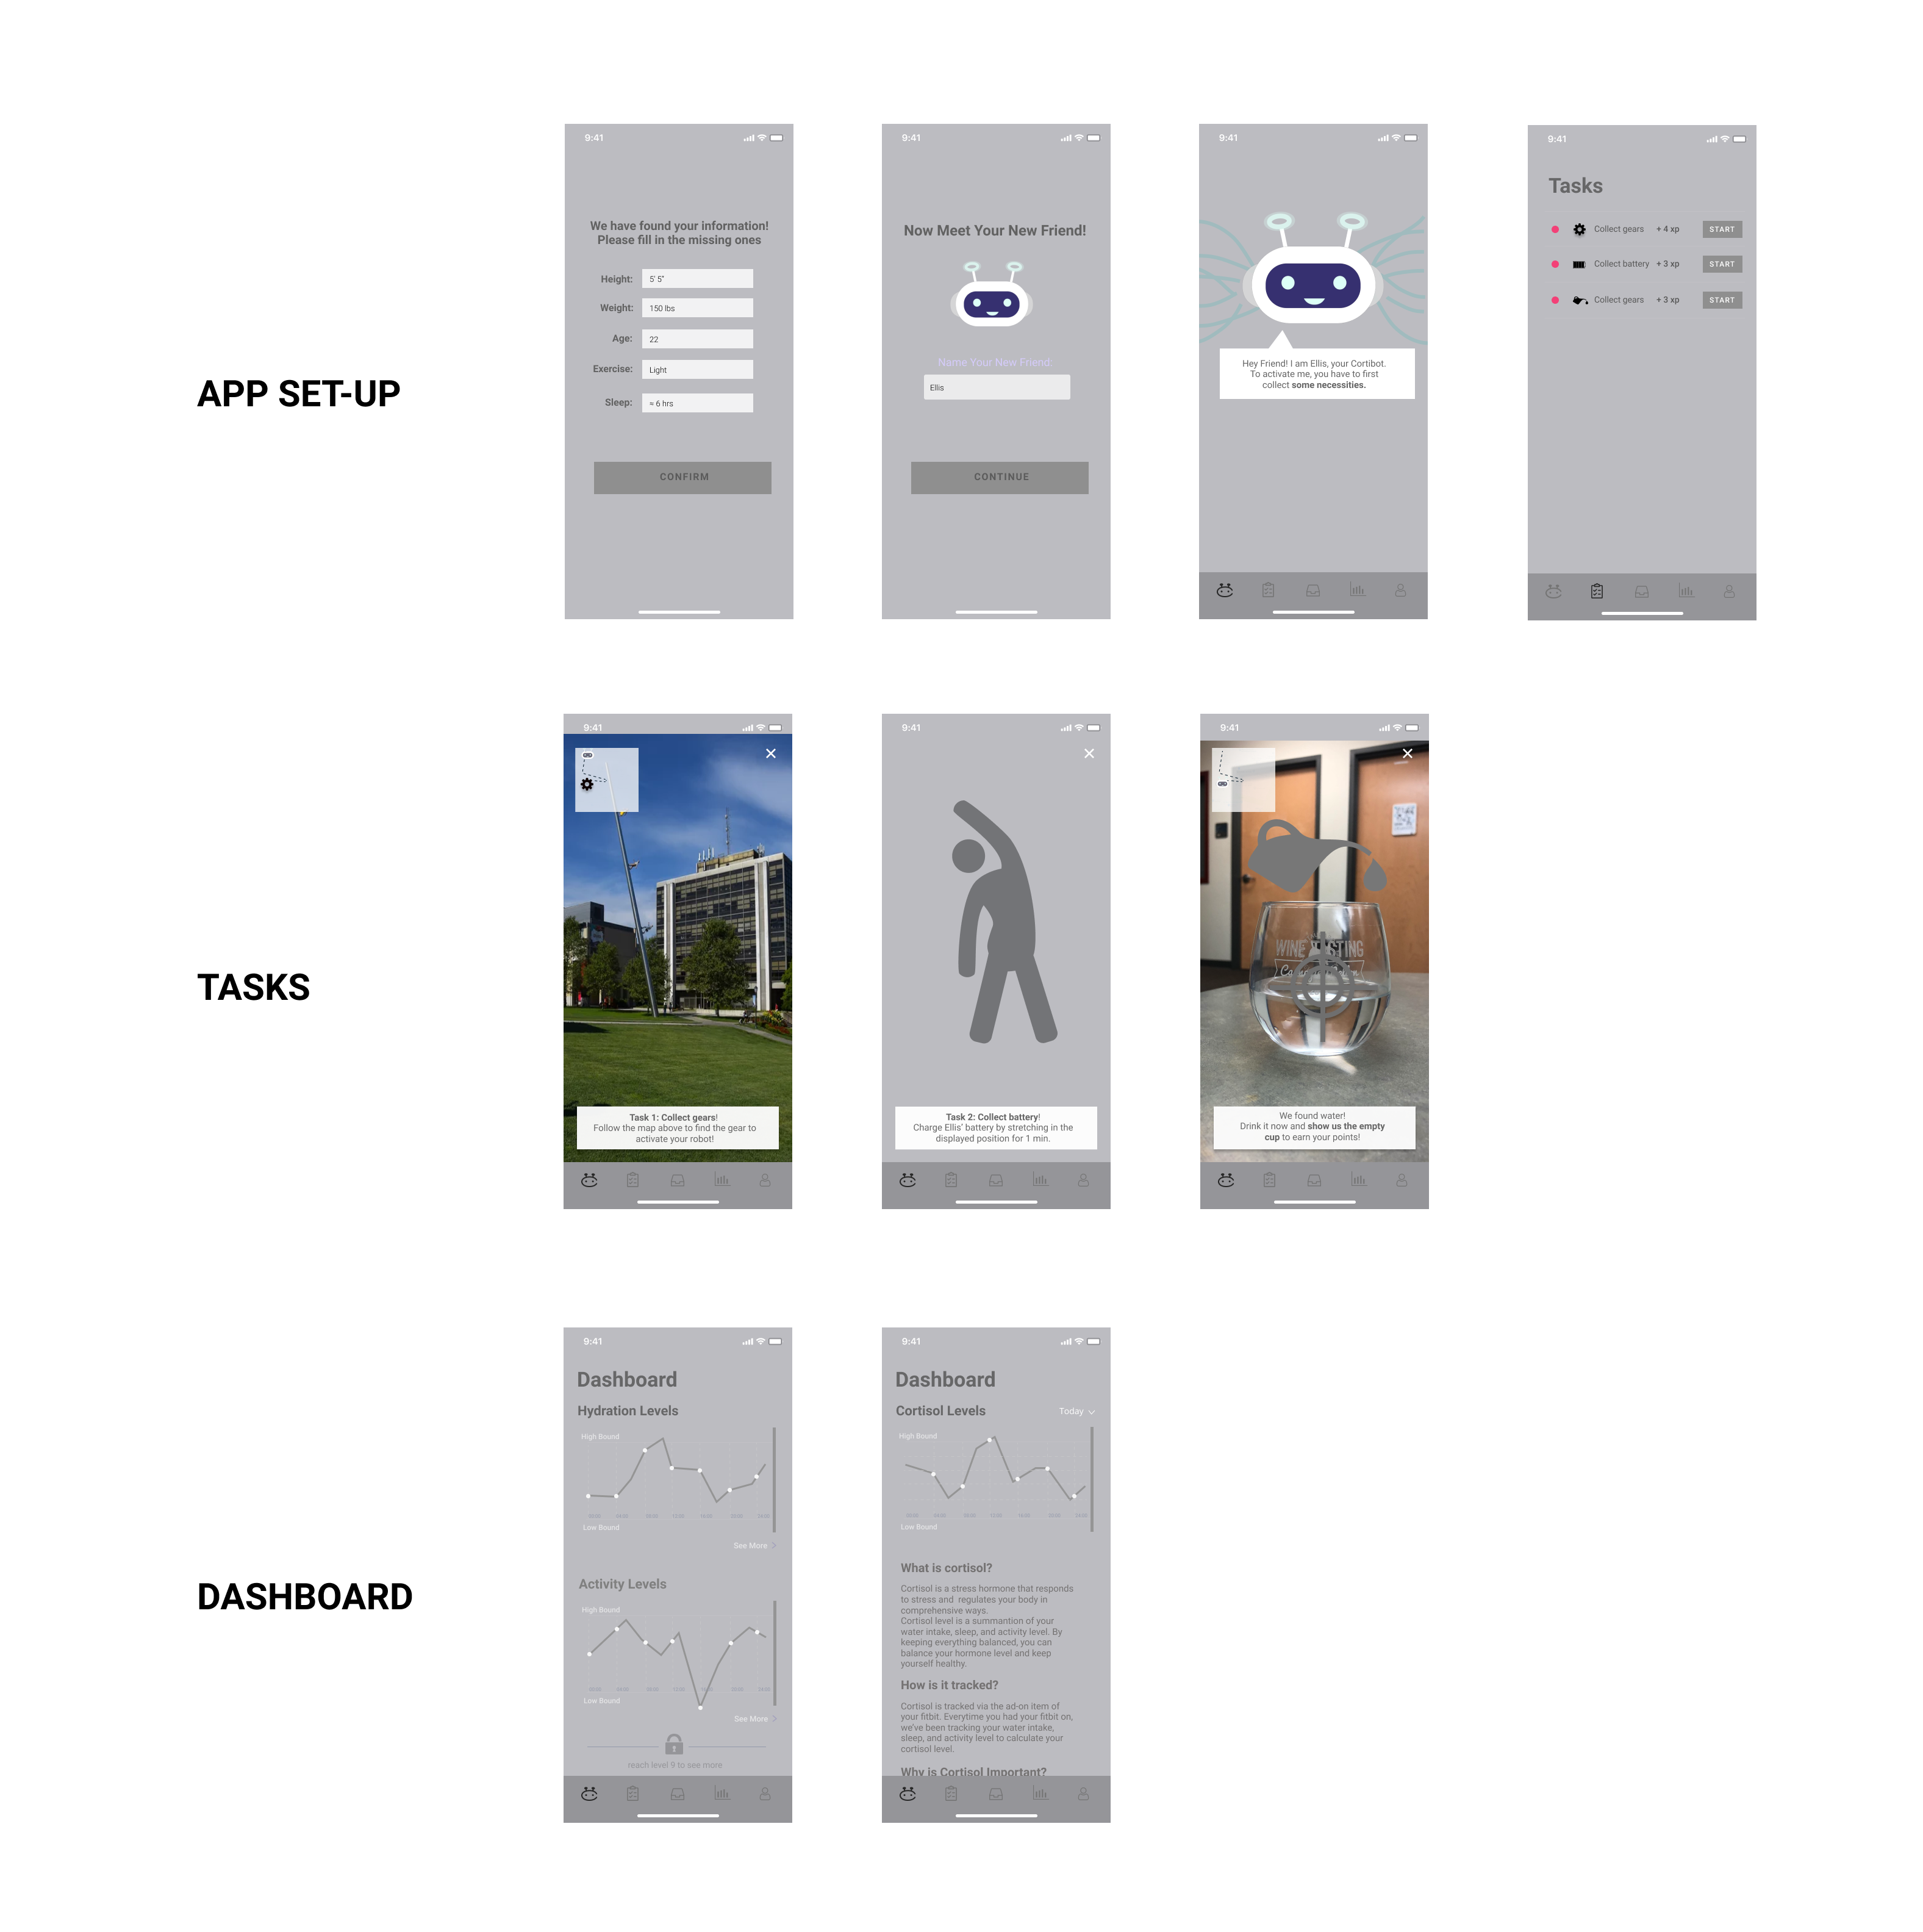 APP SET-UP
9:41
We have found your information!
Please fill in the missing ones
Height: 5' 5"
Weight: 150 lbs
Age: 22
Exercise: Light
Sleep: ≈ 6 hrs
CONFIRM
9:41
Now Meet Your New Friend!
Name Your New Friend:
Ellis
CONTINUE
9:41
Hey Friend! I am Ellis, your Cortibot.
To activate me, you have to first
collect some necessities.
9:41
Tasks
Collect gears + 4 xp START
Collect battery + 3 xp START
Collect gears + 3 xp START
TASKS
9:41
Task 1: Collect gears!
Follow the map above to find the gear to
activate your robot!
9:41
Task 2: Collect battery!
Charge Ellis' battery by stretching in the
displayed position for 1 min.
9:41
WINE
We found water!
Drink it now and show us the empty
cup to earn your points!
DASHBOARD
9:41
Dashboard
Hydration Levels
High Bound
Low Bound
See More
Activity Levels
High Bound
Low Bound
See More
reach level 9 to see more
9:41
Dashboard
Cortisol Levels Today
High Bound
Low Bound
What is cortisol?
Cortisol is a stress hormone that responds
to stress and regulates your body in
comprehensive ways.
Cortisol level is a summantion of your
water intake, sleep, and activity level. By
keeping everything balanced, you can
balance your hormone level and keep
yourself healthy.
How is it tracked?
Cortisol is tracked via the ad-on item of
your fitbit. Everytime you had your fitbit on,
we've been tracking your water intake,
sleep, and activity level to calculate your
cortisol level.
Why is Cortisol Important?